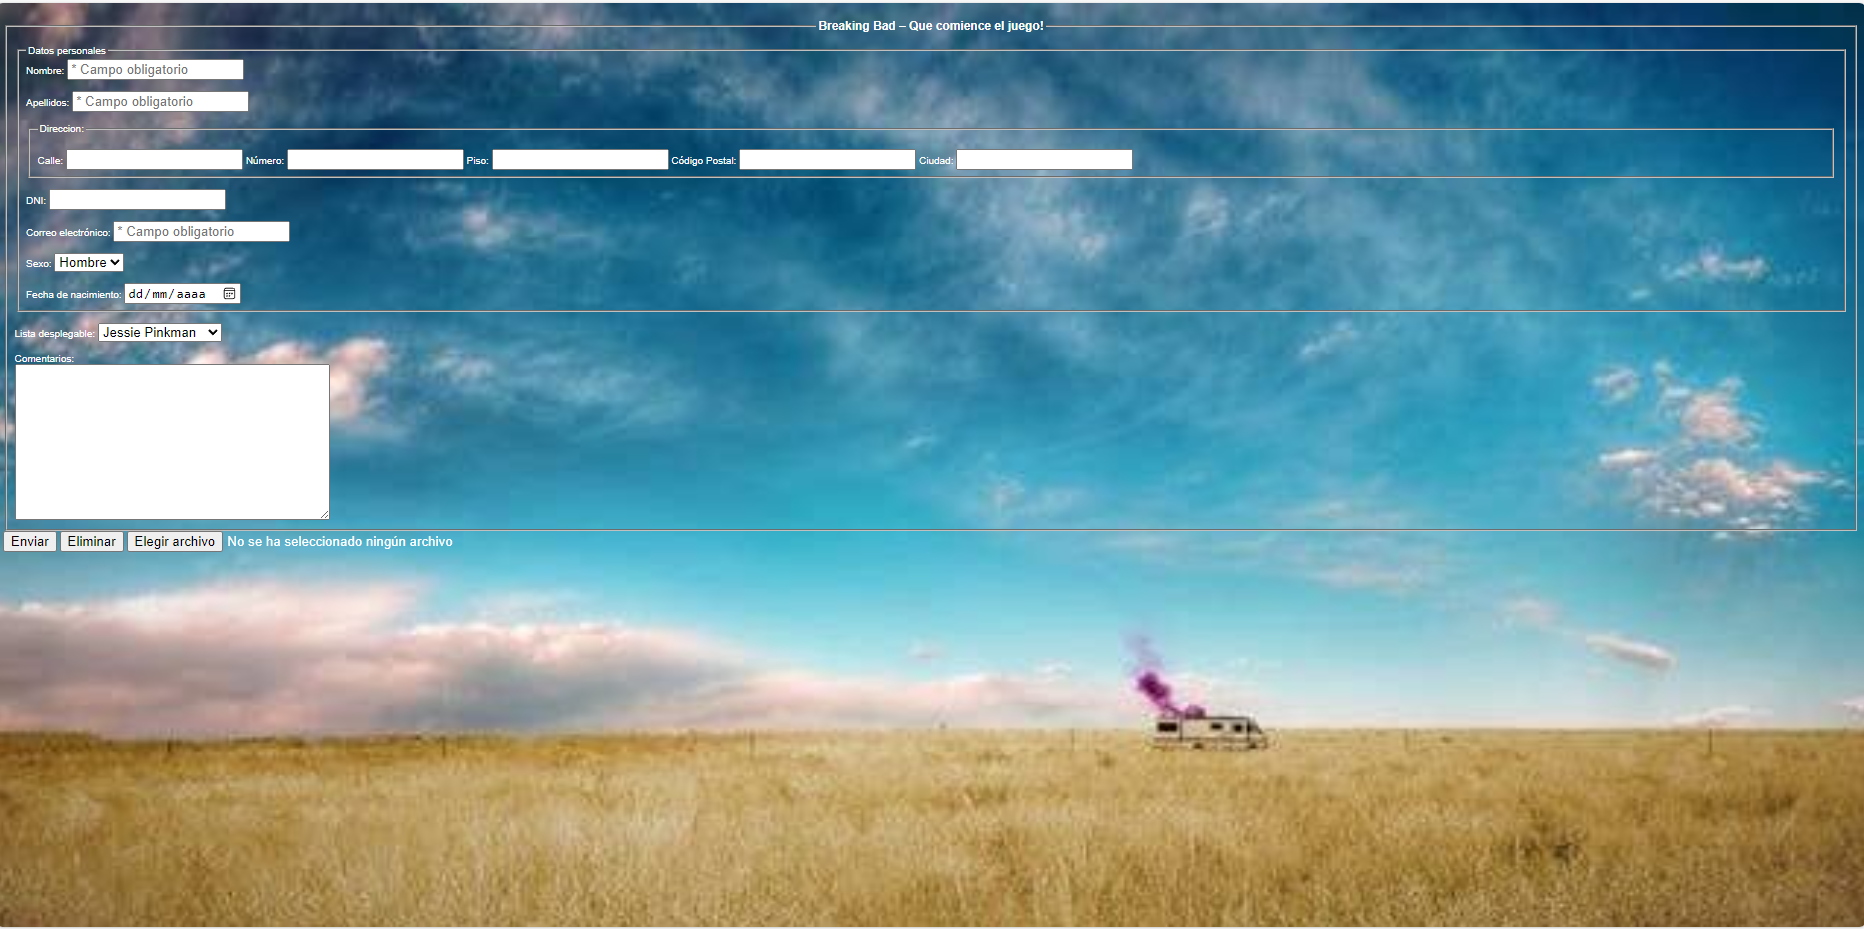 Breaking Bad – Que comience el juego!
Datos personales
Nombre: * Campo obligatorio
Apellidos: * Campo obligatorio
Direccion:
Calle: Número: Piso: Código Postal: Ciudad:
DNI:
Correo electrónico: * Campo obligatorio
Sexo: Hombre
Fecha de nacimiento: dd/mm/aaaa
Lista desplegable: Jessie Pinkman
Comentarios:
Enviar Eliminar Elegir archivo No se ha seleccionado ningún archivo